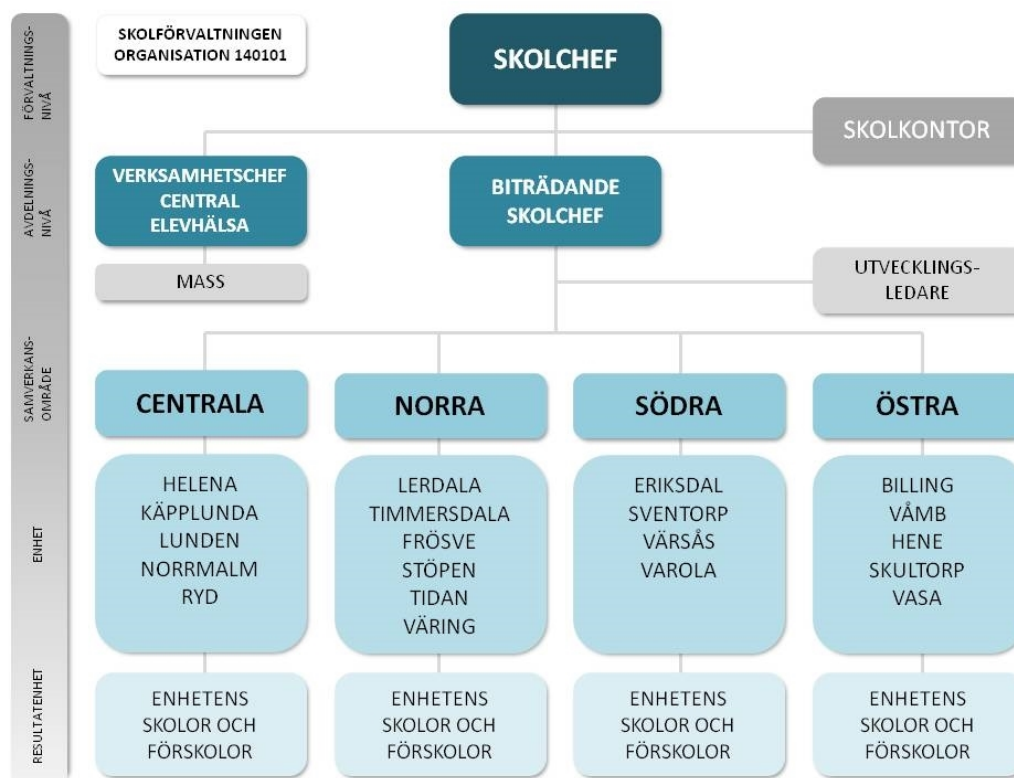 SKOLFÖRVALTNINGEN
ORGANISATION 140101
SKOLCHEF
SKOLKONTOR
VERKSAMHETSCHEF
CENTRAL
ELEVHÄLSA
BITRÄDANDE
SKOLCHEF
MASS
UTVECKLINGS-
LEDARE
CENTRALA
NORRA
SÖDRA
ÖSTRA
HELENA
KÄPPLUNDA
LUNDEN
NORRMALM
RYD
LERDALA
TIMMERSDALA
FRÖSVE
STÖPEN
TIDAN
VÄRING
ERIKSDAL
SVENTORP
VÄRSÅS
VAROLA
BILLING
VÅMB
HENE
SKULTORP
VASA
ENHETENS
SKOLOR OCH
FÖRSKOLOR
ENHETENS
SKOLOR OCH
FÖRSKOLOR
ENHETENS
SKOLOR OCH
FÖRSKOLOR
ENHETENS
SKOLOR OCH
FÖRSKOLOR
FÖRVALTNINGS-
NIVÅ
AVDELNINGS-
NIVÅ
SAMVERKANS-
OMRÅDE
ENHET
RESULTATENHET